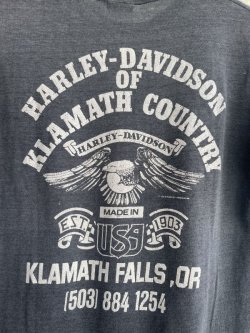 HARLEY-DAVIDSON
OF
KLAMATH COUNTRY
HARLEY-DAVIDSON
MADE IN
EST. 1903
USA
KLAMATH FALLS, OR
(503) 884 1254